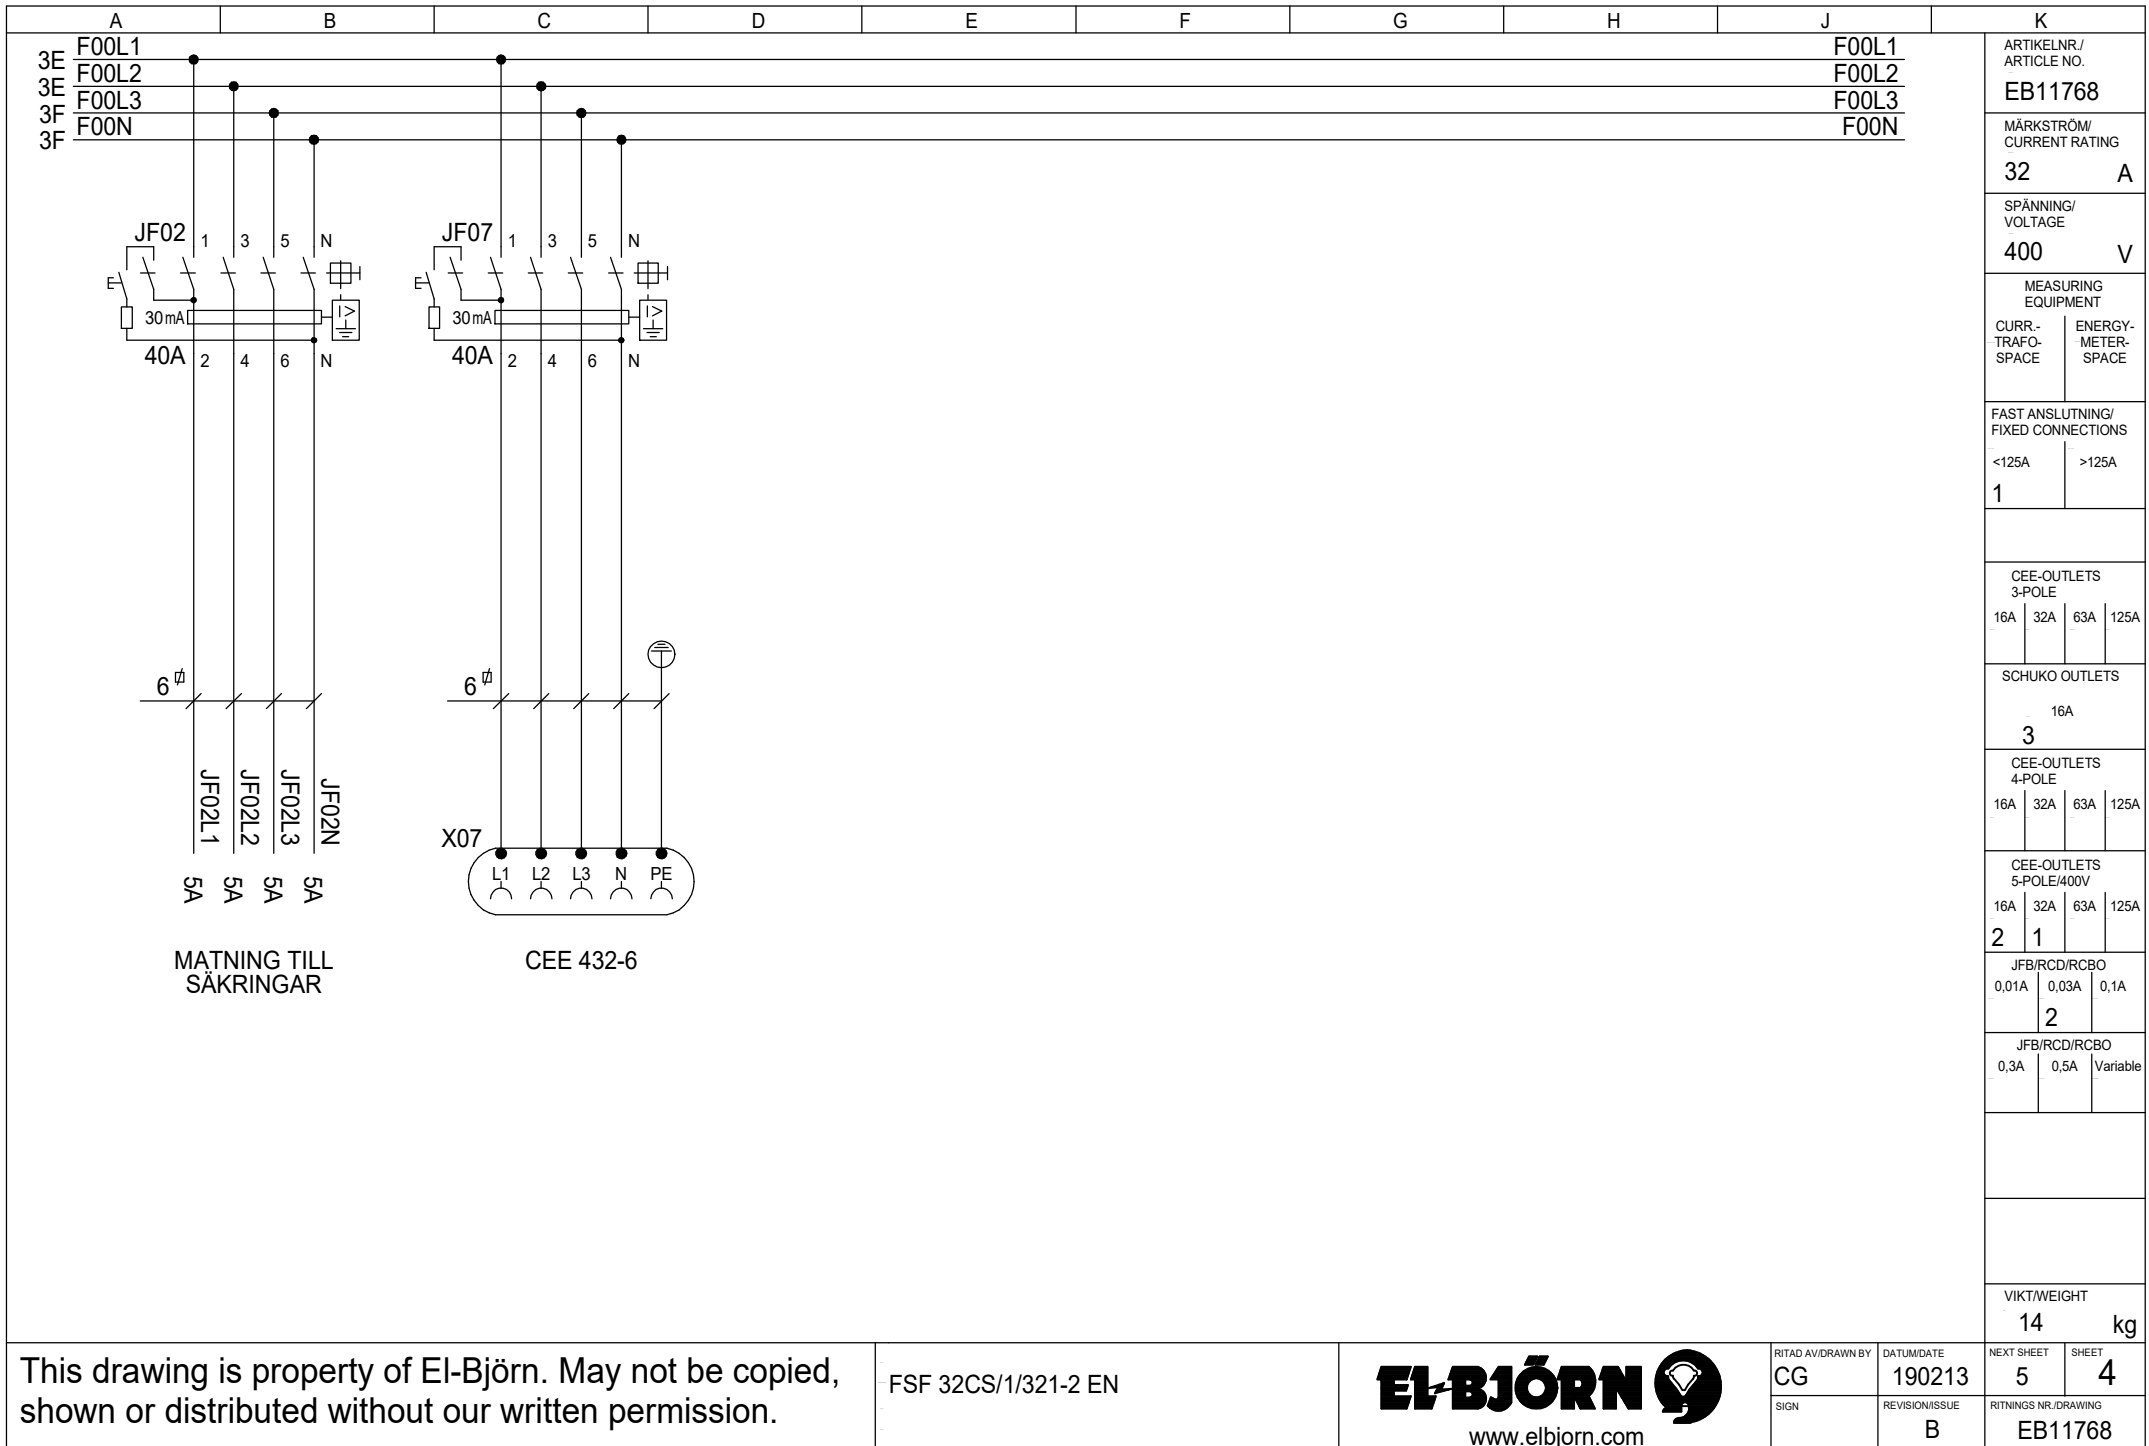 A B C D E F G H J K
3E F00L1 F00L1
3E F00L2 F00L2
3F F00L3 F00L3
3F F00N F00N
JF02 1 3 5 N
30mA
I>
40A 2 4 6 N
JF07 1 3 5 N
30mA
I>
40A 2 4 6 N
6
6
JF02L1 JF02L2 JF02L3 JF02N
5A 5A 5A 5A
MATNING TILL
SÄKRINGAR
X07
L1 L2 L3 N PE
CEE 432-6
ARTIKELNR./
ARTICLE NO.
EB11768
MÄRKSTRÖM/
CURRENT RATING
32 A
SPÄNNING/
VOLTAGE
400 V
MEASURING
EQUIPMENT
CURR.-
TRAFO-
SPACE
ENERGY-
METER-
SPACE
FAST ANSLUTNING/
FIXED CONNECTIONS
<125A >125A
1
CEE-OUTLETS
3-POLE
16A 32A 63A 125A
SCHUKO OUTLETS
16A
3
CEE-OUTLETS
4-POLE
16A 32A 63A 125A
CEE-OUTLETS
5-POLE/400V
16A 32A 63A 125A
2 1
JFB/RCD/RCBO
0,01A 0,03A 0,1A
2
JFB/RCD/RCBO
0,3A 0,5A Variable
VIKT/WEIGHT
14 kg
This drawing is property of El-Björn. May not be copied,
shown or distributed without our written permission.
FSF 32CS/1/321-2 EN
EL-BJÖRN
www.elbjorn.com
RITAD AV/DRAWN BY
CG
DATUM/DATE
190213
NEXT SHEET
5
SHEET
4
SIGN
REVISION/ISSUE
B
RITNINGS NR./DRAWING
EB11768